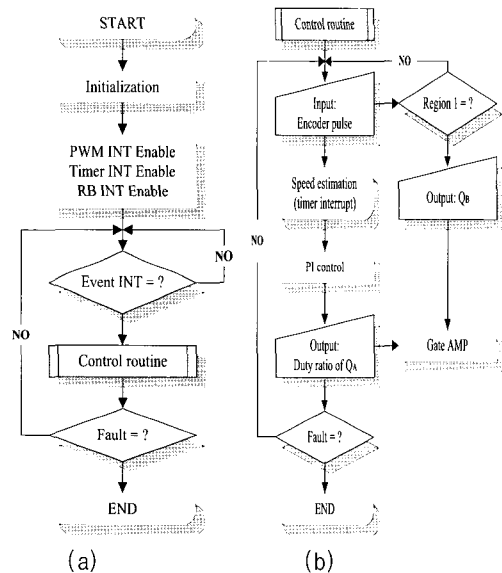 START
Initialization
PWM INT Enable
Timer INT Enable
RB INT Enable
NO
Event INT = ?
NO
Control routine
Fault = ?
END
(a)
Control routine
NO
Input:
Encoder pulse
Region 1 = ?
Speed estimation
(timer interrupt)
Output: QB
NO
PI control
Output:
Duty ratio of QA
Gate AMP
Fault = ?
END
(b)